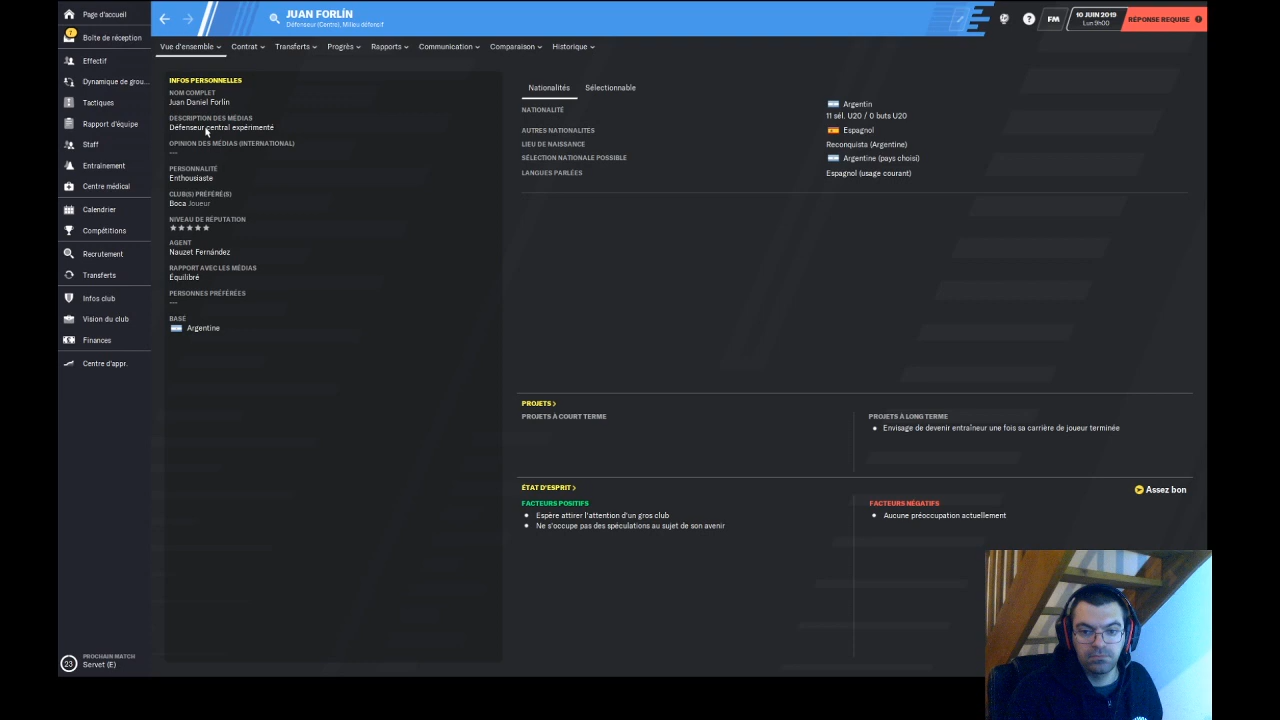 Page d'accueil
7
Boîte de réception
Effectif
Dynamique de grou...
Tactiques
Rapport d'équipe
Staff
Entraînement
Centre médical
Calendrier
Compétitions
Recrutement
Transferts
Infos club
Vision du club
Finances
Centre d'appr.
23
PROCHAIN MATCH
Servet (E)
JUAN FORLÍN
Défenseur (Centre), Milieu défensif
FM
10 JUIN 2019
Lun 9h00
RÉPONSE REQUISE
Vue d'ensemble
Contrat
Transferts
Progrès
Rapports
Communication
Comparaison
Historique
INFOS PERSONNELLES
NOM COMPLET
Juan Daniel Forlín
DESCRIPTION DES MÉDIAS
Défenseur central expérimenté
OPINION DES MÉDIAS (INTERNATIONAL)
---
PERSONNALITÉ
Enthousiaste
CLUB(S) PRÉFÉRÉ(S)
Boca Joueur
NIVEAU DE RÉPUTATION
AGENT
Nauzet Fernández
RAPPORT AVEC LES MÉDIAS
Équilibré
PERSONNES PRÉFÉRÉES
---
BASE
Argentine
Nationalités
Sélectionnable
NATIONALITÉ
Argentin
11 sél. U20 / 0 buts U20
AUTRES NATIONALITÉS
Espagnol
LIEU DE NAISSANCE
Reconquista (Argentine)
SÉLECTION NATIONALE POSSIBLE
Argentine (pays choisi)
LANGUES PARLÉES
Espagnol (usage courant)
PROJETS >
PROJETS À COURT TERME
PROJETS À LONG TERME
Envisage de devenir entraîneur une fois sa carrière de joueur terminée
ÉTAT D'ESPRIT >
Assez bon
FACTEURS POSITIFS
Espère attirer l'attention d'un gros club
Ne s'occupe pas des spéculations au sujet de son avenir
FACTEURS NÉGATIFS
Aucune préoccupation actuellement